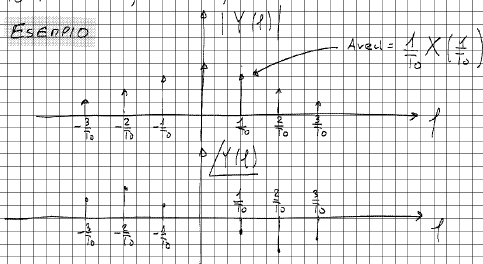 ESEMPIO
|Y(f)|
Area = 1/T0 X(1/T0)
-3/T0 -2/T0 -1/T0 1/T0 2/T0 3/T0 f
∠Y(f)
1/T0 2/T0 3/T0
-3/T0 -2/T0 -1/T0 f